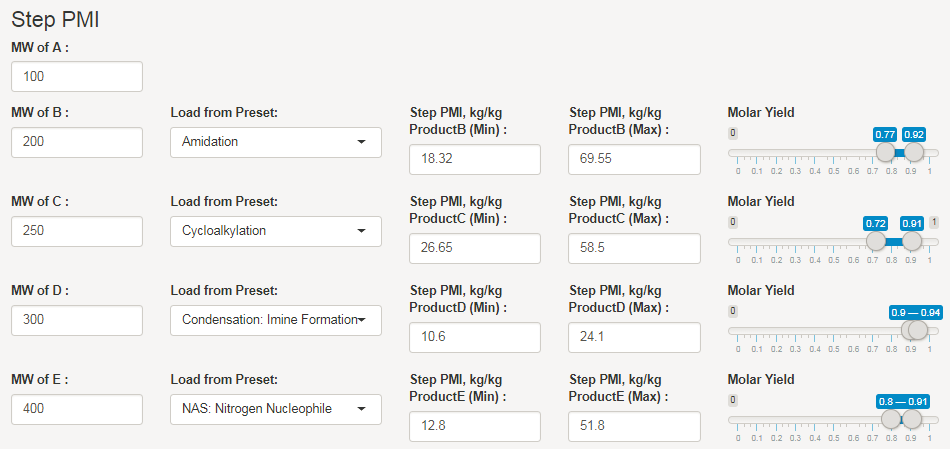 Step PMI
MW of A :
100
MW of B :
Load from Preset:
Step PMI, kg/kg
ProductB (Min) :
Step PMI, kg/kg
ProductB (Max) :
Molar Yield
200
Amidation
18.32
69.55
0
0.77
0.92
0 0.1 0.2 0.3 0.4 0.5 0.6 0.7 0.8 0.9 1
MW of C :
Load from Preset:
Step PMI, kg/kg
ProductC (Min) :
Step PMI, kg/kg
ProductC (Max) :
Molar Yield
250
Cycloalkylation
26.65
58.5
0
0.72
0.91
1
0 0.1 0.2 0.3 0.4 0.5 0.6 0.7 0.8 0.9 1
MW of D :
Load from Preset:
Step PMI, kg/kg
ProductD (Min) :
Step PMI, kg/kg
ProductD (Max) :
Molar Yield
300
Condensation: Imine Formation
10.6
24.1
0
0.9 — 0.94
0 0.1 0.2 0.3 0.4 0.5 0.6 0.7 0.8 0.9 1
MW of E :
Load from Preset:
Step PMI, kg/kg
ProductE (Min) :
Step PMI, kg/kg
ProductE (Max) :
Molar Yield
400
NAS: Nitrogen Nucleophile
12.8
51.8
0
0.8 — 0.91
0 0.1 0.2 0.3 0.4 0.5 0.6 0.7 0.8 0.9 1